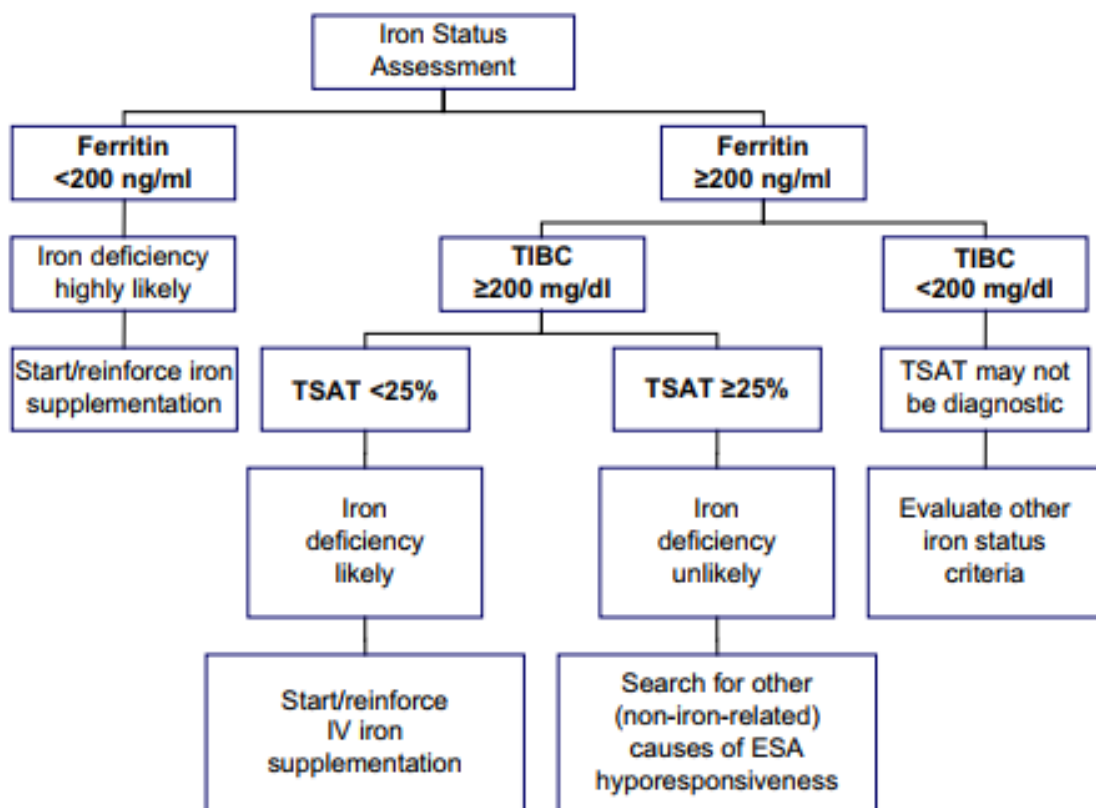 Iron Status
Assessment
Ferritin
<200 ng/ml
Ferritin
≥200 ng/ml
Iron deficiency
highly likely
TIBC
≥200 mg/dl
TIBC
<200 mg/dl
Start/reinforce iron
supplementation
TSAT <25%
TSAT ≥25%
TSAT may not
be diagnostic
Iron
deficiency
likely
Iron
deficiency
unlikely
Evaluate other
iron status
criteria
Start/reinforce
IV iron
supplementation
Search for other
(non-iron-related)
causes of ESA
hyporesponsiveness